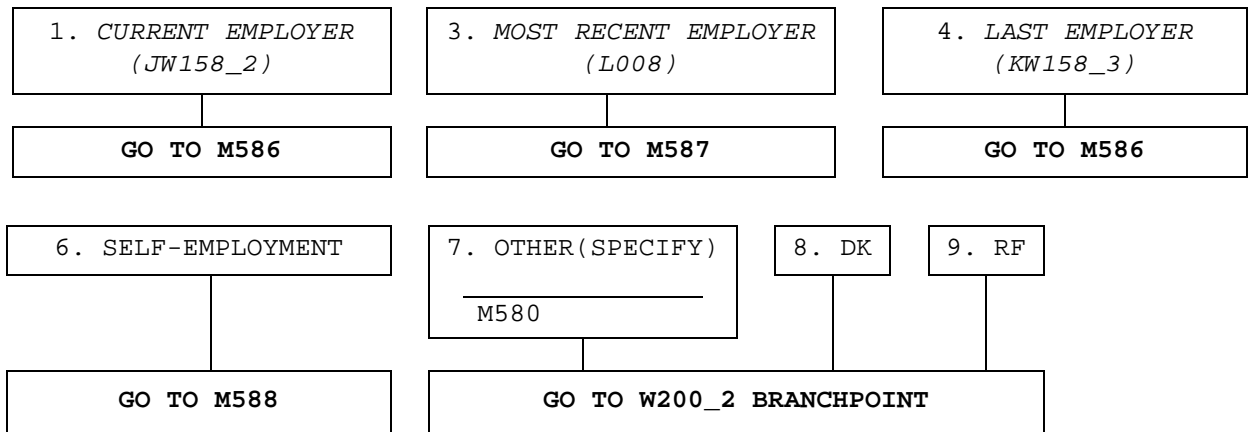 1. CURRENT EMPLOYER
(JW158_2)
3. MOST RECENT EMPLOYER
(L008)
4. LAST EMPLOYER
(KW158_3)
GO TO M586
GO TO M587
GO TO M586
6. SELF-EMPLOYMENT
7. OTHER(SPECIFY)
M580
8. DK
9. RF
GO TO M588
GO TO W200_2 BRANCHPOINT